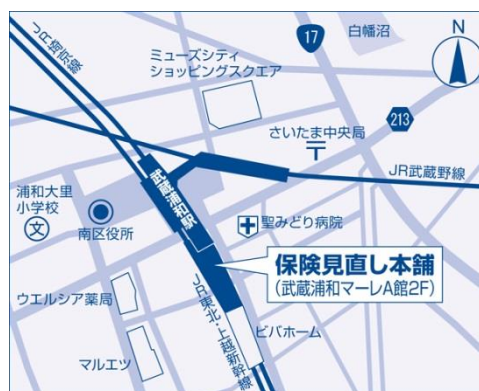 JR埼京線
ミューズシティ
ショッピングスクエア
17
白幡沼
N
213
さいたま中央局
JR武蔵野線
武蔵浦和駅
浦和大里
小学校
文
南区役所
聖みどり病院
保険見直し本舗
(武蔵浦和マーレA館2F)
ウエルシア薬局
JR東北・上越新幹線
ビバホーム
マルエツ